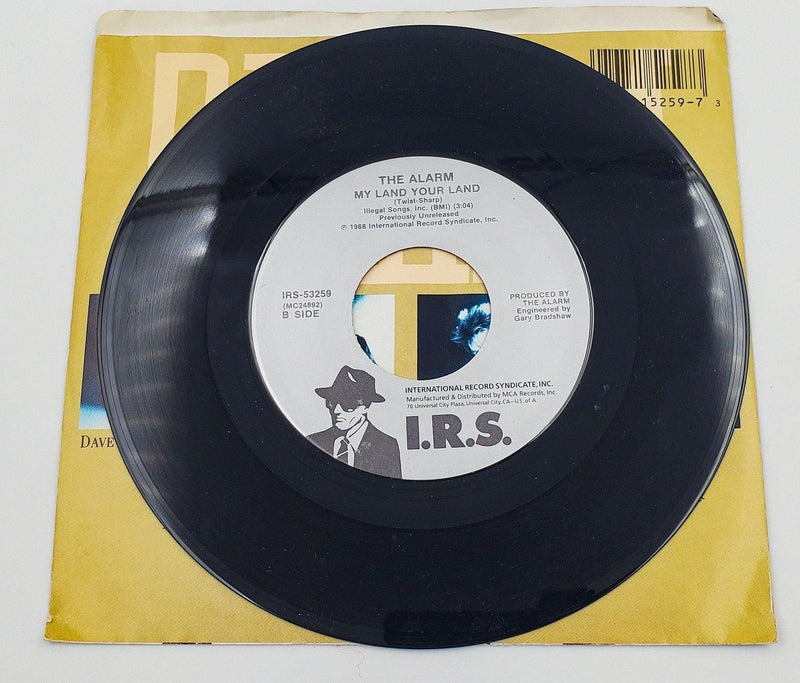 15259-7 3
THE ALARM
MY LAND YOUR LAND
(Twist-Sharp)
Illegal Songs, Inc. (BMI) (3:04)
Previously Unreleased
℗ 1988 International Record Syndicate, Inc.
IRS-53259
(MC24892)
B SIDE
PRODUCED BY
THE ALARM
Engineered by
Gary Bradshaw
INTERNATIONAL RECORD SYNDICATE, INC.
Manufactured & Distributed by MCA Records, Inc.
70 Universal City Plaza, Universal City, CA–U.S. of A.
I.R.S.
DAVE